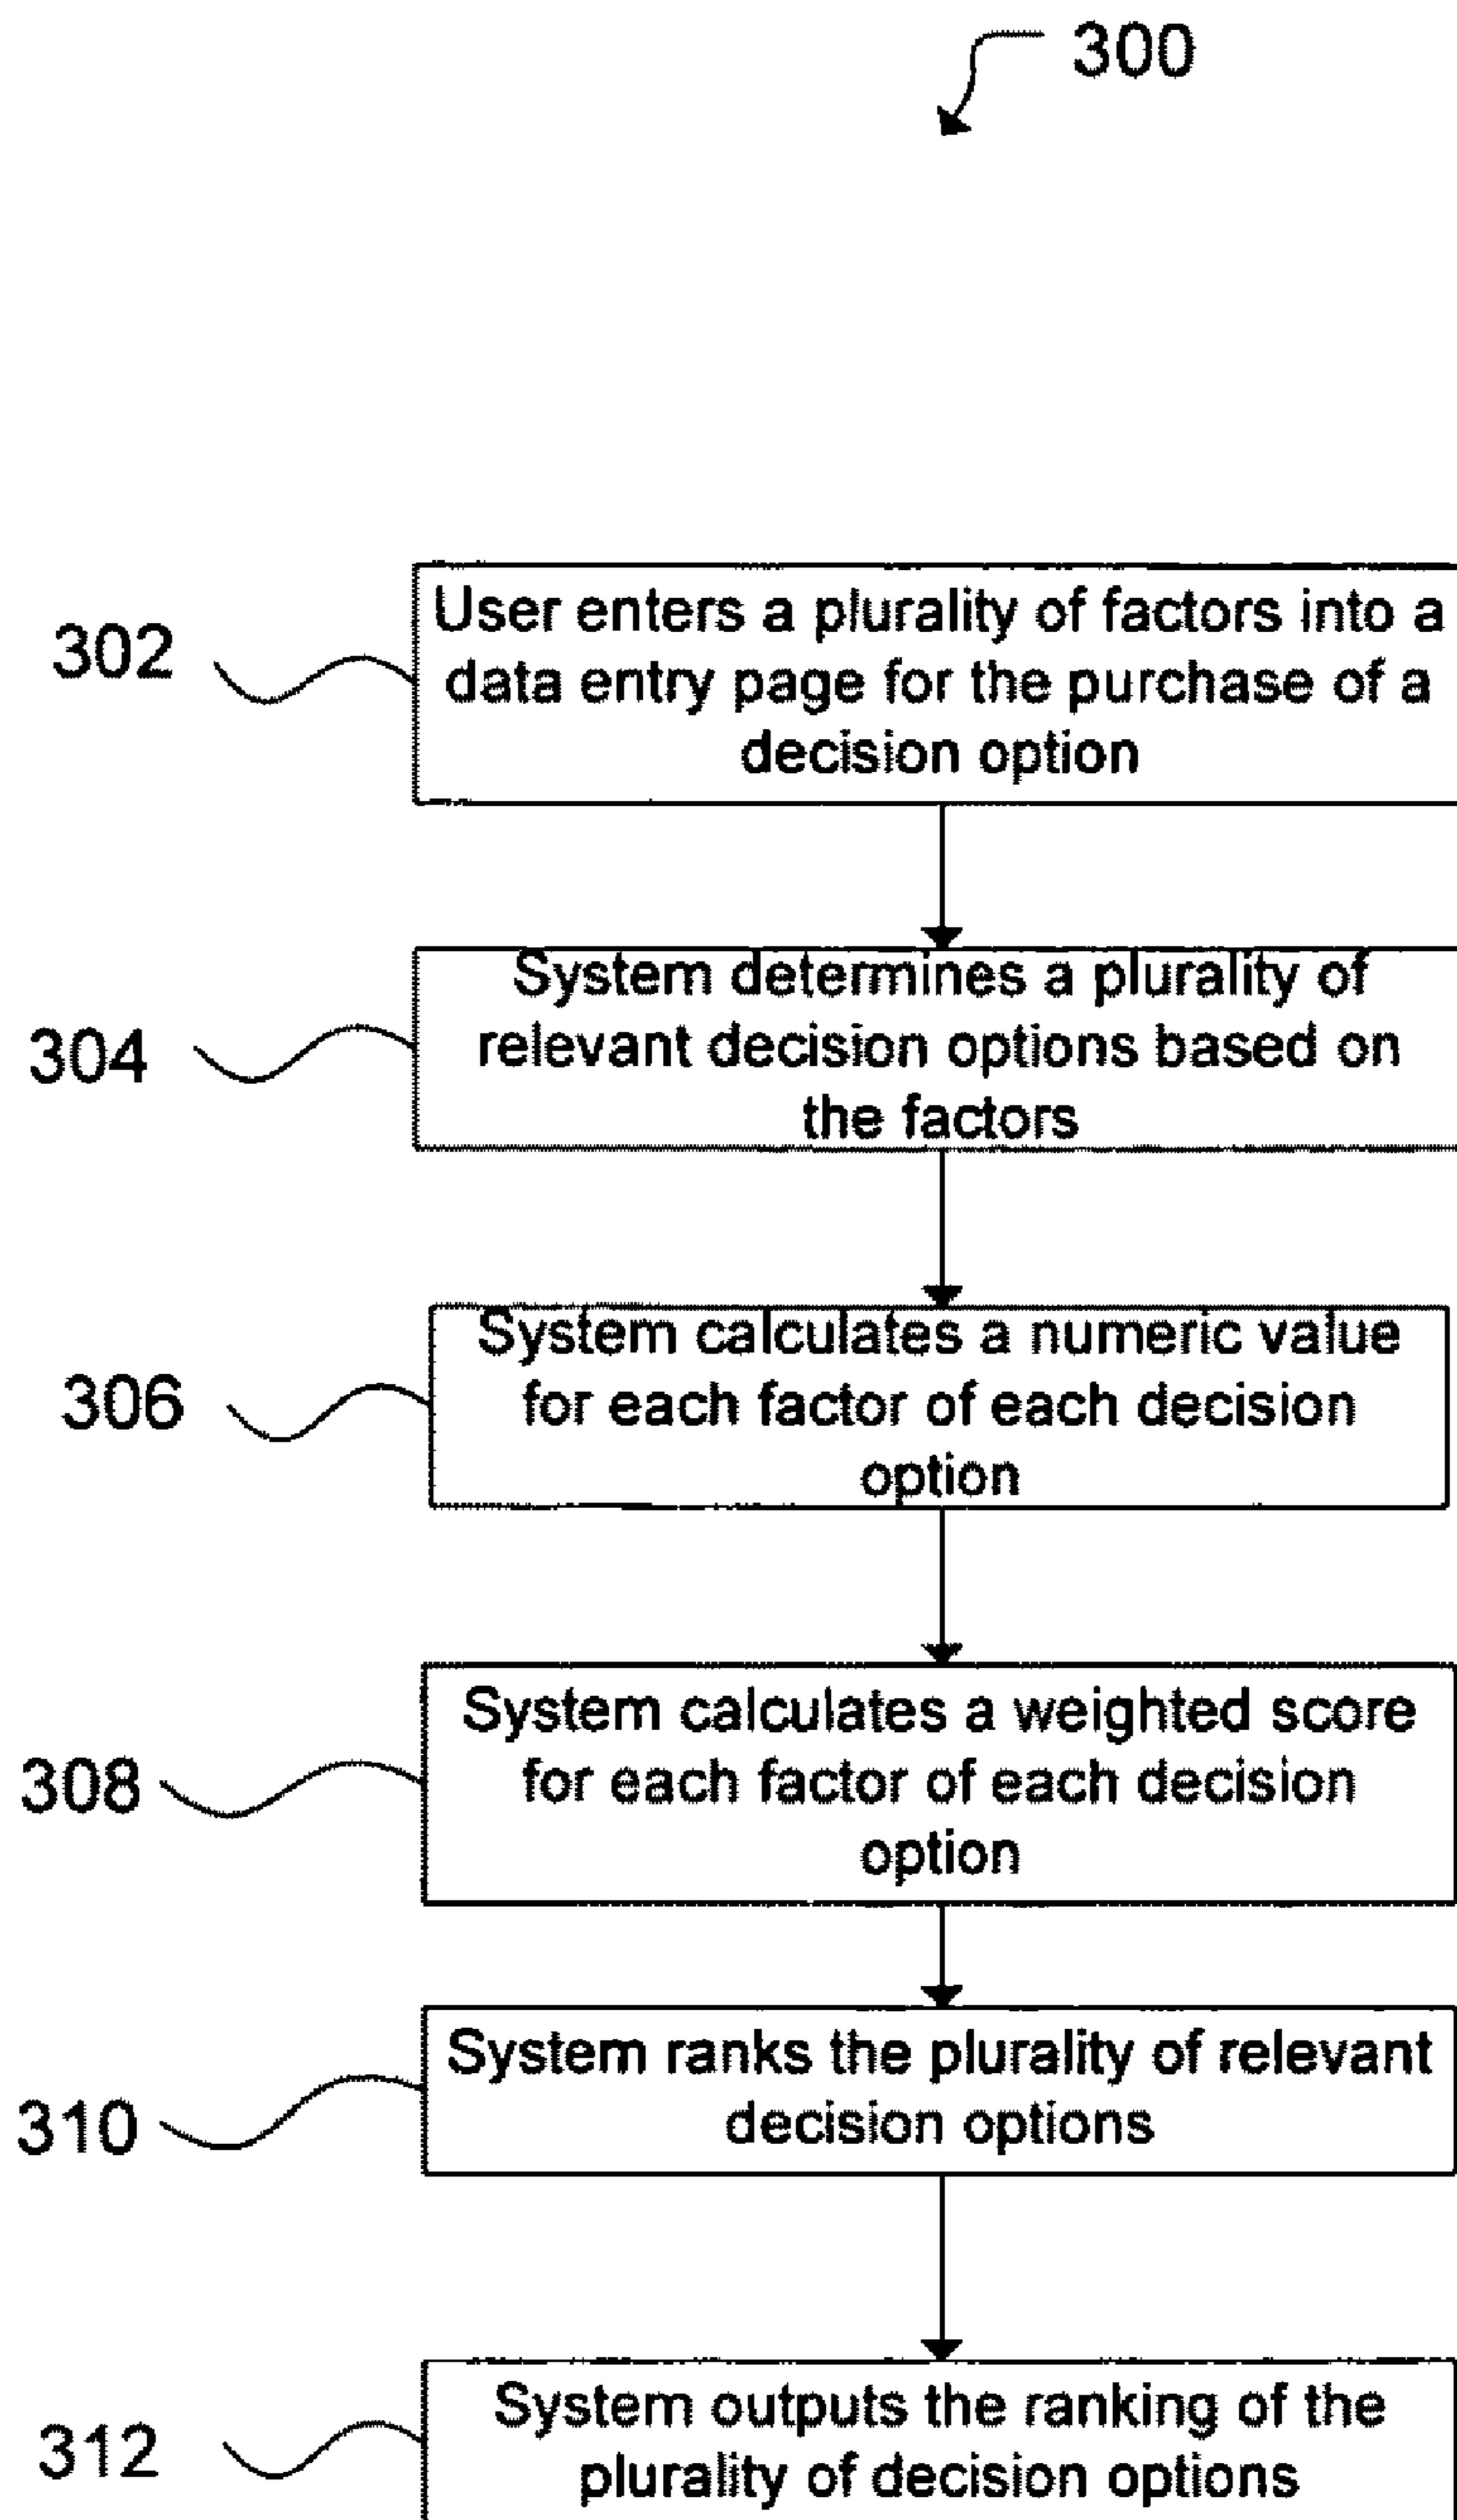 300
302
User enters a plurality of factors into a
data entry page for the purchase of a
decision option
304
System determines a plurality of
relevant decision options based on
the factors
306
System calculates a numeric value
for each factor of each decision
option
308
System calculates a weighted score
for each factor of each decision
option
310
System ranks the plurality of relevant
decision options
312
System outputs the ranking of the
plurality of decision options